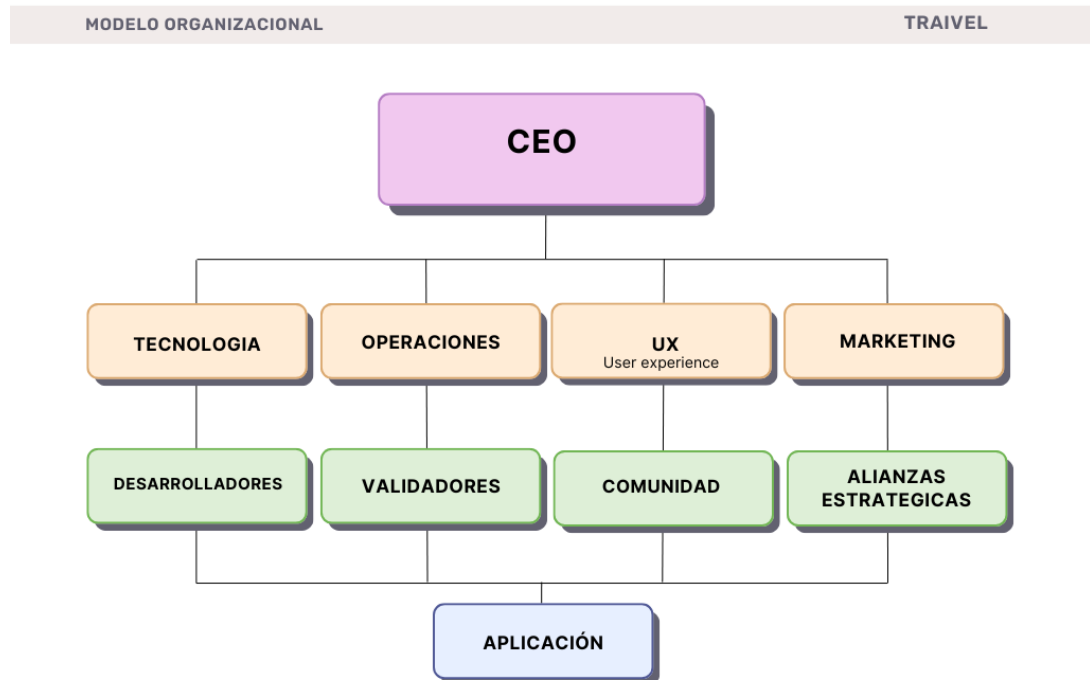 MODELO ORGANIZACIONAL
TRAIVEL
CEO
TECNOLOGIA
OPERACIONES
UX
User experience
MARKETING
DESARROLLADORES
VALIDADORES
COMUNIDAD
ALIANZAS
ESTRATEGICAS
APLICACIÓN